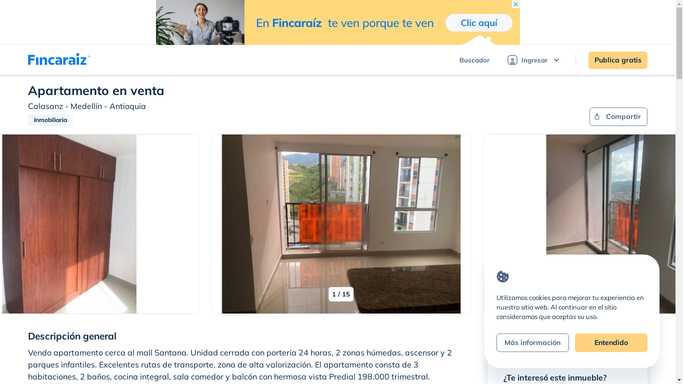 En Fincaraíz te ven porque te ven
Clic aquí
Fincaraíz
Buscador
Ingresar
Publica gratis
Apartamento en venta
Calasanz - Medellín - Antioquia
Inmobiliaria
Compartir
1 / 15
Utilizamos cookies para mejorar tu experiencia en
nuestro sitio web. Al continuar en el sitio
consideramos que aceptas su uso.
Más información
Entendido
Descripción general
Vendo apartamento cerca al mall Santana. Unidad cerrada con portería 24 horas, 2 zonas húmedas, ascensor y 2
parques infantiles. Excelentes rutas de transporte, zona de alta valorización. El apartamento consta de 3
habitaciones, 2 baños, cocina integral, sala comedor y balcón con hermosa vista Predial 198.000 trimestral.
¿Te interesó este inmueble?